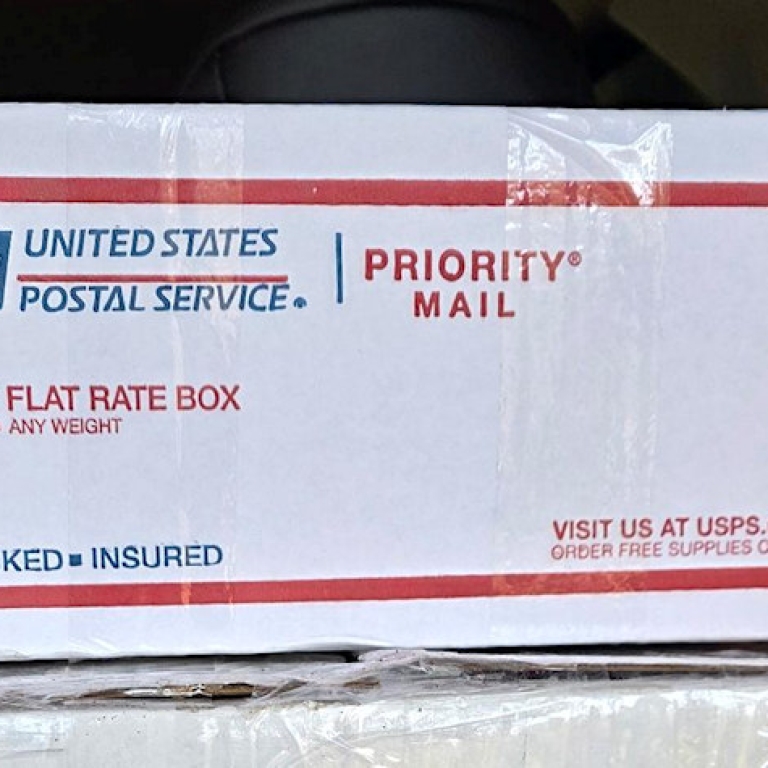 UNITED STATES
POSTAL SERVICE®
PRIORITY®
MAIL
FLAT RATE BOX
ANY WEIGHT
KED ■ INSURED
VISIT US AT USPS.
ORDER FREE SUPPLIES